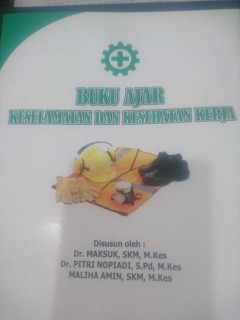 BUKU AJAR
KESELAMATAN DAN KESEHATAN KERJA
Disusun oleh :
Dr. MAKSUK, SKM, M.Kes
Dr. PITRI NOPIADI, S.Pd, M.Kes
MALIHA AMIN, SKM, M.Kes